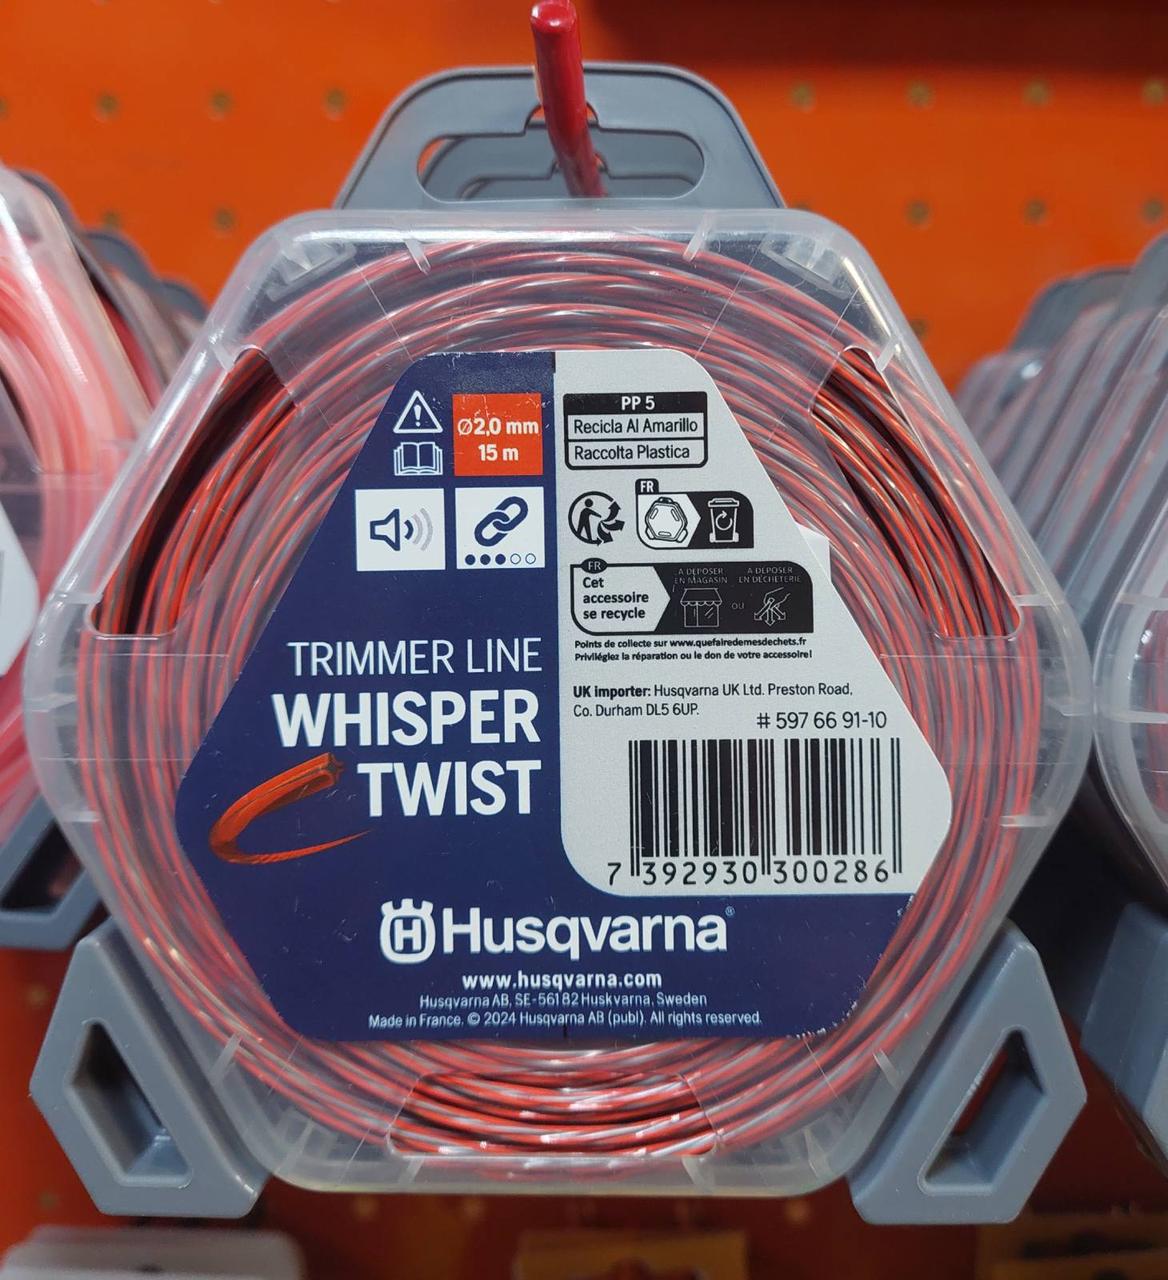 Ø2,0 mm
15 m
TRIMMER LINE
WHISPER
TWIST
PP 5
Recicla Al Amarillo
Raccolta Plastica
FR
FR
Cet
accessoire
se recycle
À DÉPOSER
EN MAGASIN
OU
À DÉPOSER
EN DÉCHÈTERIE
Points de collecte sur www.quefairedemesdechets.fr
Privilégiez la réparation ou le don de votre accessoire!
UK importer: Husqvarna UK Ltd. Preston Road,
Co. Durham DL5 6UP.
# 597 66 91-10
7 392930 300286
H Husqvarna®
www.husqvarna.com
Husqvarna AB, SE-561 82 Huskvarna, Sweden
Made in France. © 2024 Husqvarna AB (publ). All rights reserved.